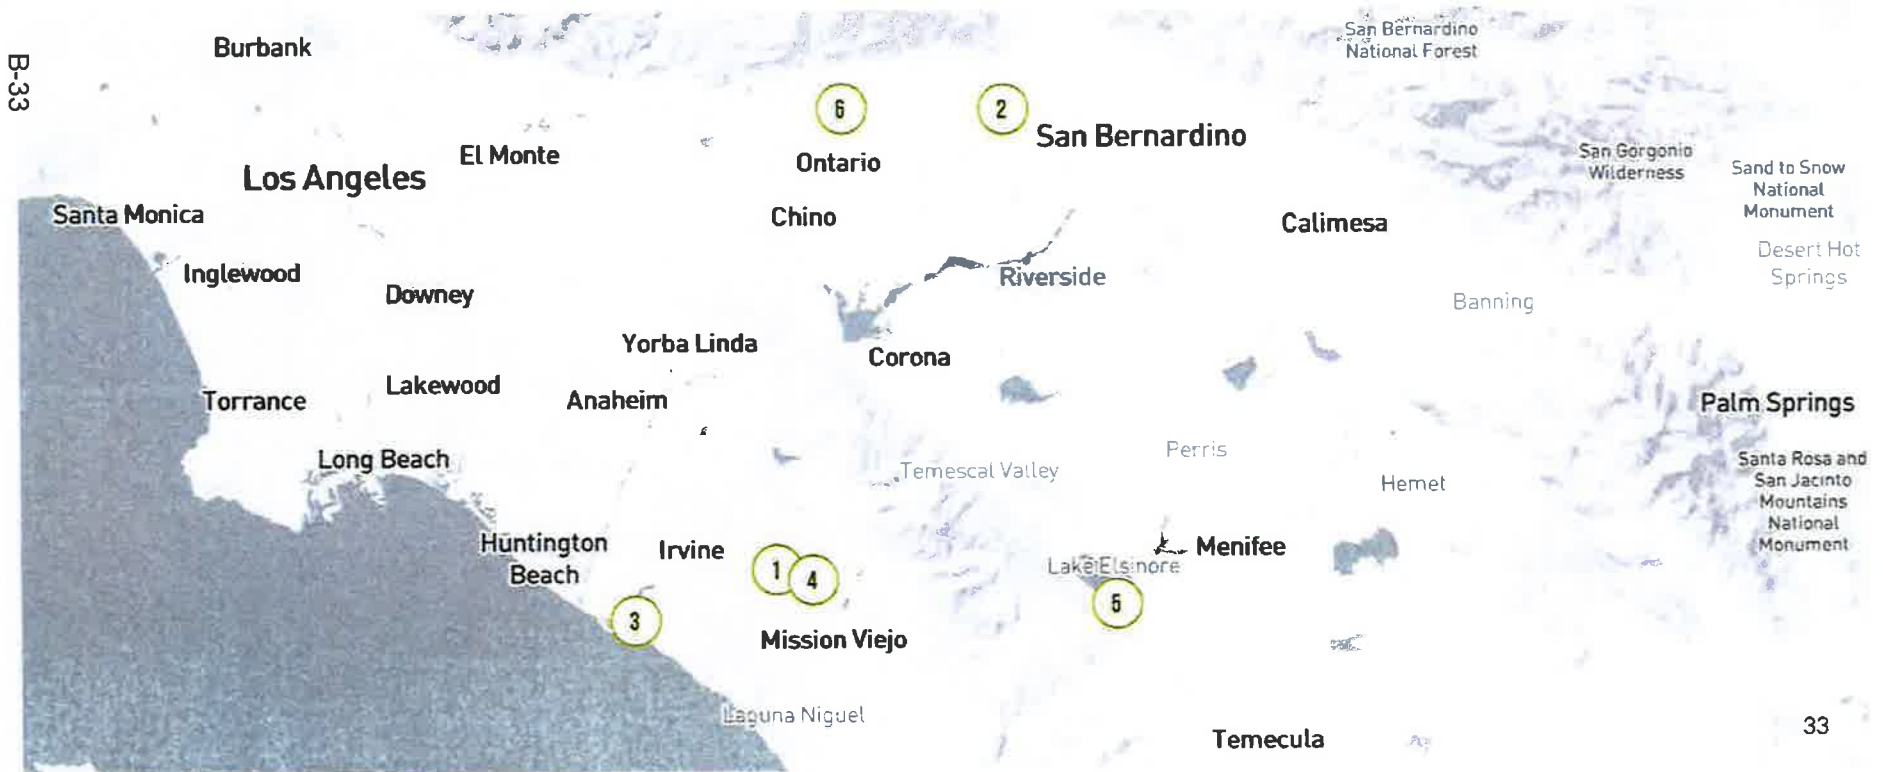 B-33
Burbank
San Bernardino
National Forest
6
2
San Bernardino
El Monte
Ontario
San Gorgonio
Wilderness
Los Angeles
Sand to Snow
National
Monument
Santa Monica
Chino
Calimesa
Desert Hot
Springs
Inglewood
Riverside
Downey
Banning
Yorba Linda
Corona
Lakewood
Torrance
Anaheim
Palm Springs
Long Beach
Temescal Valley
Perris
Hemet
Santa Rosa and
San Jacinto
Mountains
National
Monument
Huntington
Beach
Irvine
1
4
Lake Elsinore
Menifee
5
3
Mission Viejo
Laguna Niguel
Temecula
33